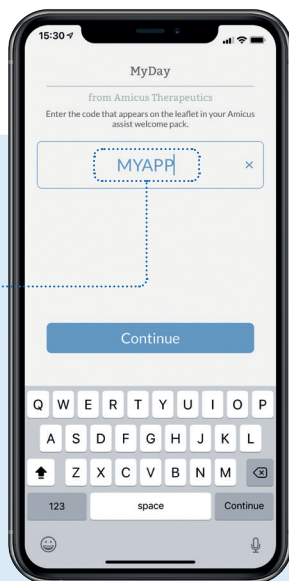 15:30
MyDay
from Amicus Therapeutics
Enter the code that appears on the leaflet in your Amicus
assist welcome pack.
MYAPP
×
Continue
Q W E R T Y U I O P
A S D F G H J K L
Z X C V B N M
123 space Continue